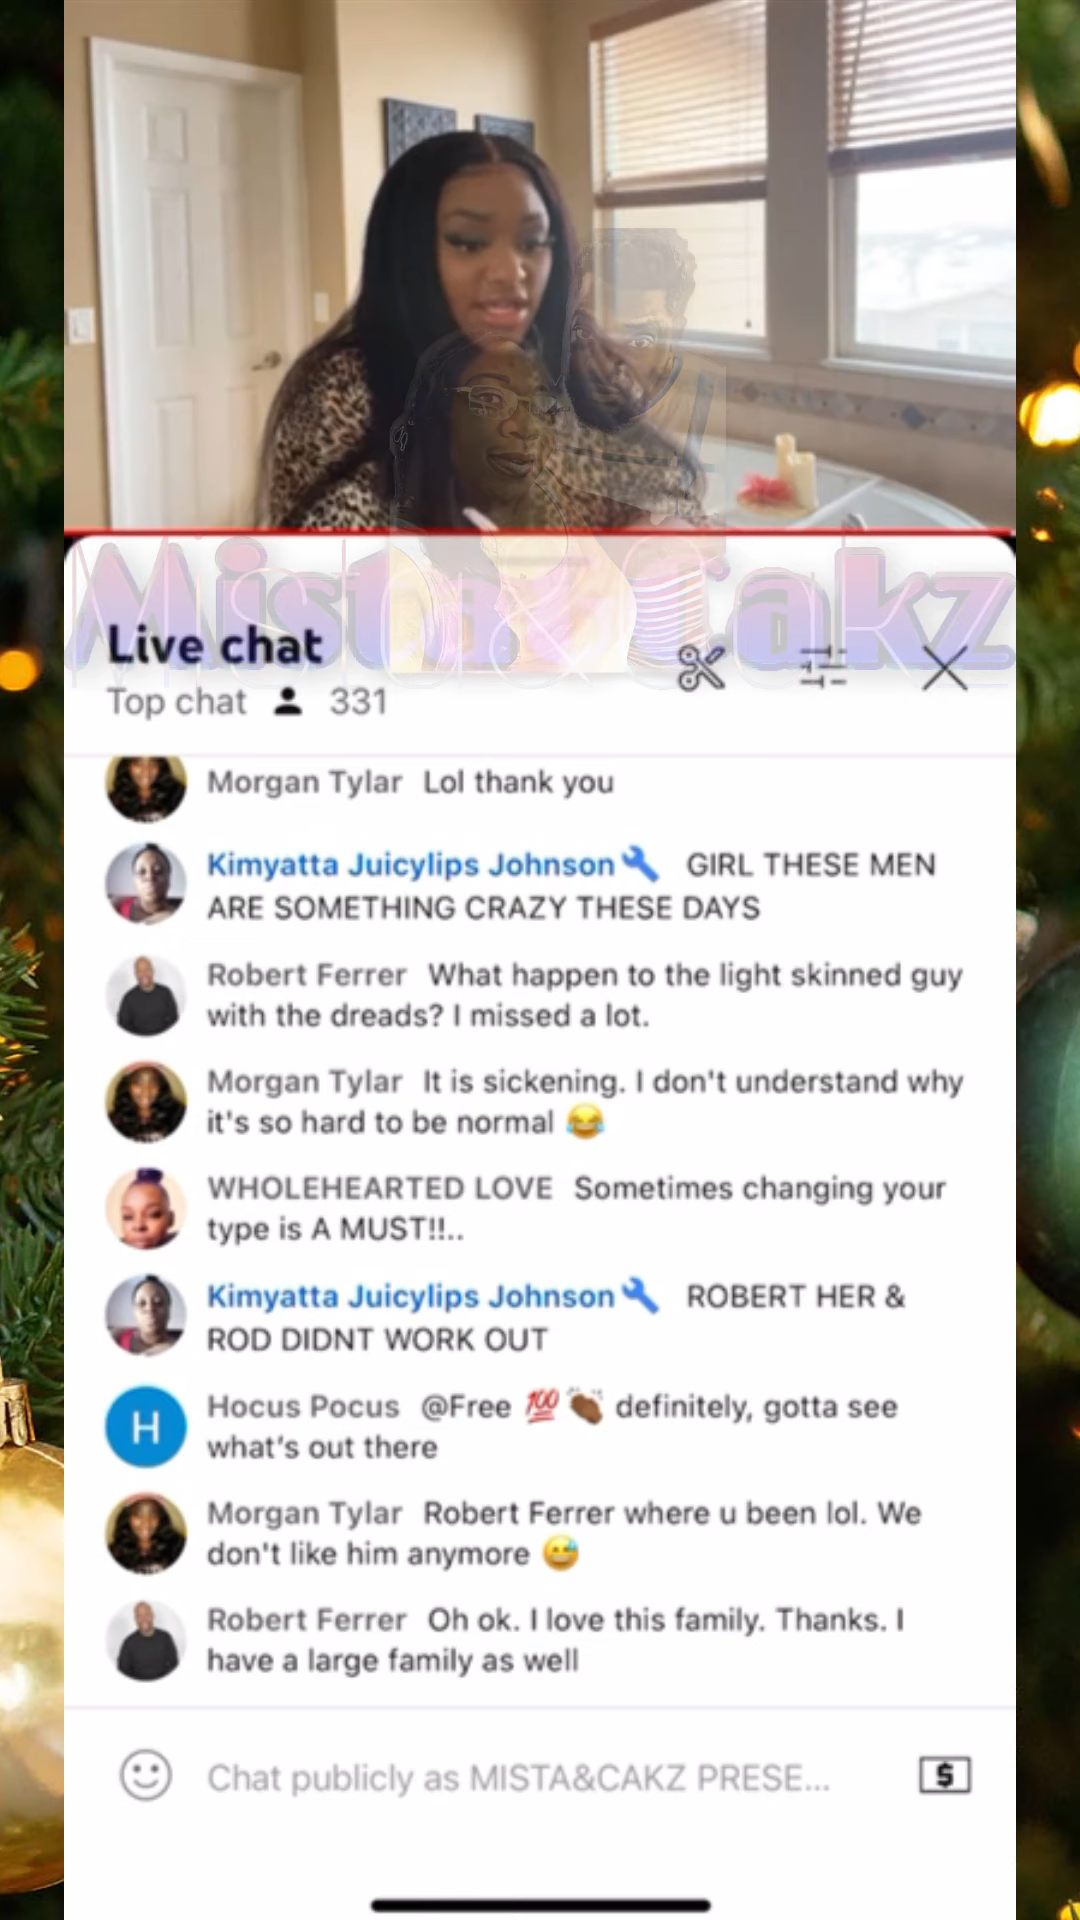 Mista & Cakz
Live chat
Top chat 331
Morgan Tylar Lol thank you
Kimyatta Juicylips Johnson GIRL THESE MEN
ARE SOMETHING CRAZY THESE DAYS
Robert Ferrer What happen to the light skinned guy
with the dreads? I missed a lot.
Morgan Tylar It is sickening. I don't understand why
it's so hard to be normal 😂
WHOLEHEARTED LOVE Sometimes changing your
type is A MUST!!..
Kimyatta Juicylips Johnson ROBERT HER &
ROD DIDNT WORK OUT
H
Hocus Pocus @Free 💯 👏🏾 definitely, gotta see
what's out there
Morgan Tylar Robert Ferrer where u been lol. We
don't like him anymore 😅
Robert Ferrer Oh ok. I love this family. Thanks. I
have a large family as well
Chat publicly as MISTA&CAKZ PRESE...
$